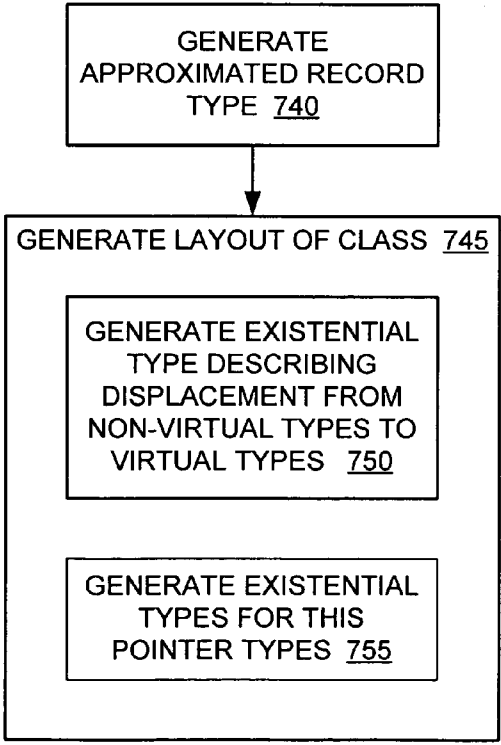 GENERATE
APPROXIMATED RECORD
TYPE 740
GENERATE LAYOUT OF CLASS 745
GENERATE EXISTENTIAL
TYPE DESCRIBING
DISPLACEMENT FROM
NON-VIRTUAL TYPES TO
VIRTUAL TYPES 750
GENERATE EXISTENTIAL
TYPES FOR THIS
POINTER TYPES 755